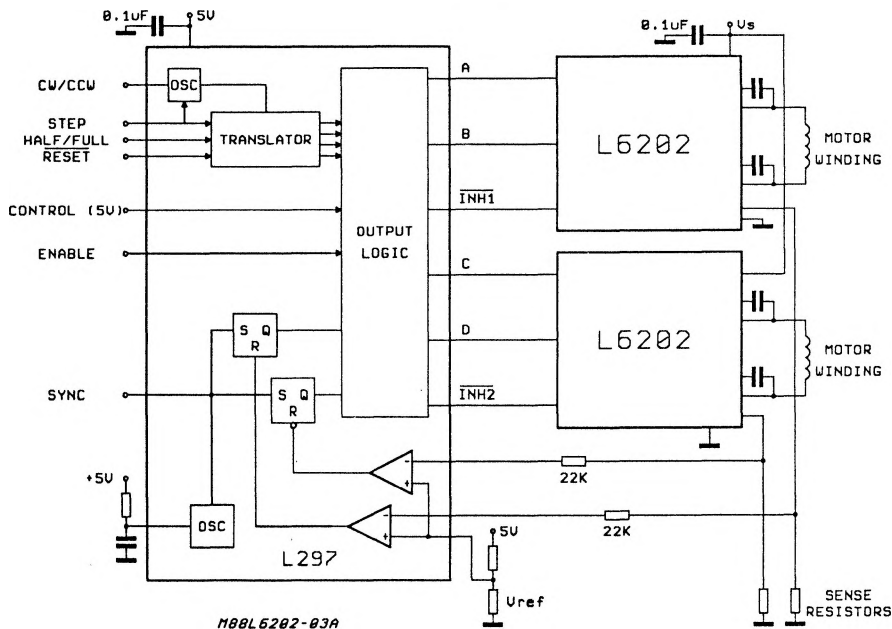 0.1uF
5V
0.1uF
Vs
CW/CCW
OSC
STEP
HALF/FULL
RESET
TRANSLATOR
CONTROL (5V)
ENABLE
OUTPUT
LOGIC
A
B
INH1
C
D
INH2
L6202
MOTOR
WINDING
L6202
MOTOR
WINDING
S Q
R
S Q
R
SYNC
+5V
OSC
L297
-
+
-
+
22K
22K
5V
Vref
SENSE
RESISTORS
M88L6202-03A